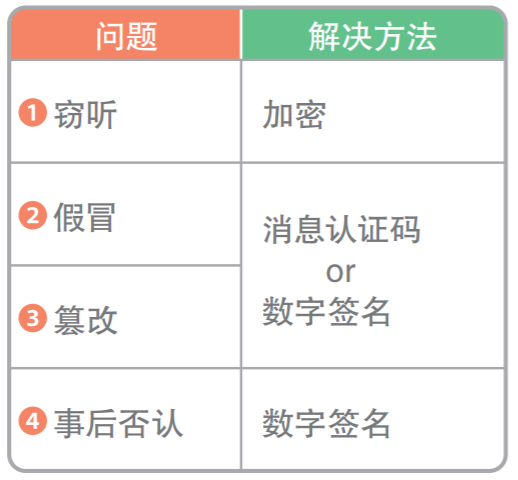 问题 解决方法
1 窃听 加密
2 假冒
消息认证码
or
数字签名
3 篡改
4 事后否认 数字签名